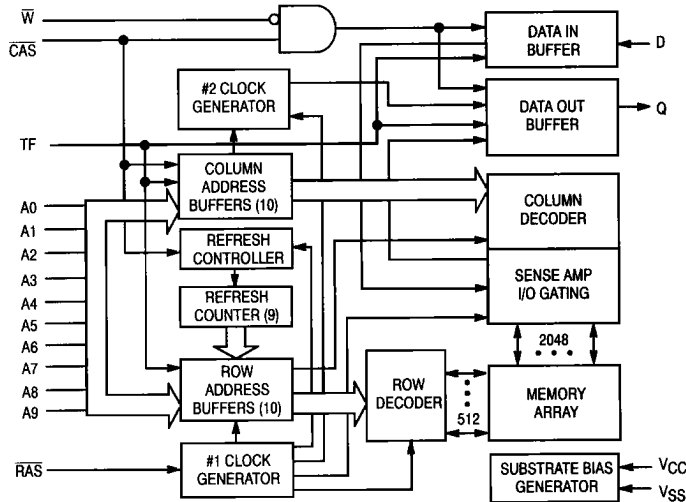 W
CAS
DATA IN
BUFFER
D
#2 CLOCK
GENERATOR
DATA OUT
BUFFER
Q
TF
COLUMN
ADDRESS
BUFFERS (10)
COLUMN
DECODER
A0
A1
A2
A3
A4
A5
A6
A7
A8
A9
REFRESH
CONTROLLER
SENSE AMP
I/O GATING
REFRESH
COUNTER (9)
2048
ROW
ADDRESS
BUFFERS (10)
ROW
DECODER
512
MEMORY
ARRAY
RAS
#1 CLOCK
GENERATOR
SUBSTRATE BIAS
GENERATOR
VCC
VSS